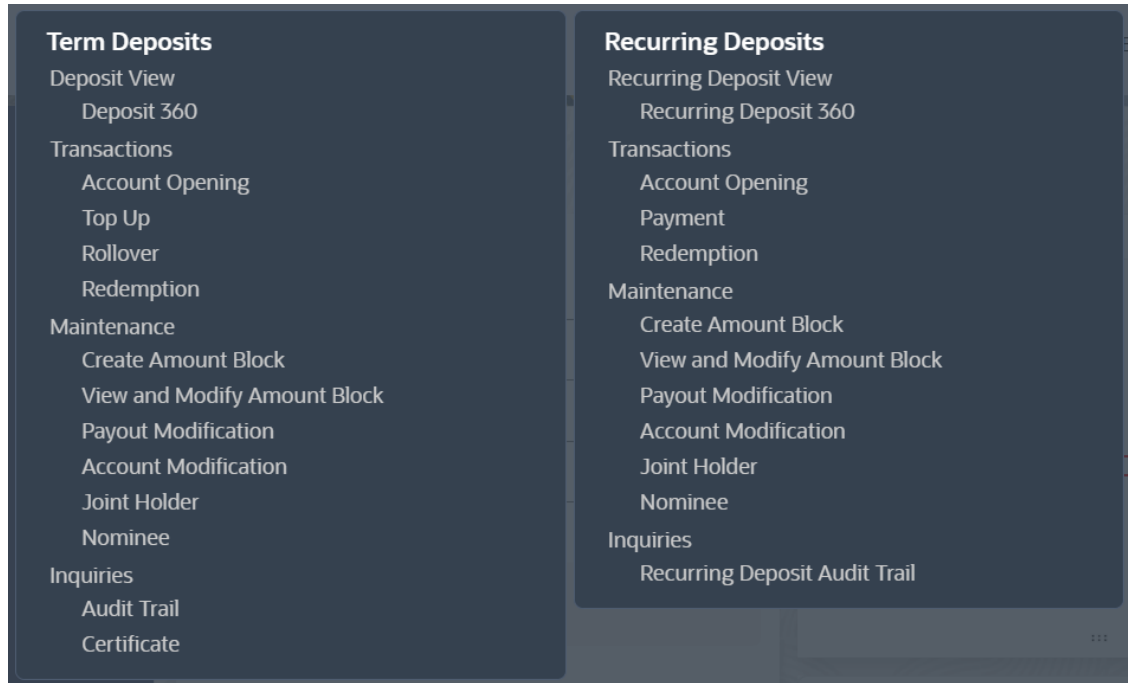 Term Deposits
Deposit View
Deposit 360
Transactions
Account Opening
Top Up
Rollover
Redemption
Maintenance
Create Amount Block
View and Modify Amount Block
Payout Modification
Account Modification
Joint Holder
Nominee
Inquiries
Audit Trail
Certificate
Recurring Deposits
Recurring Deposit View
Recurring Deposit 360
Transactions
Account Opening
Payment
Redemption
Maintenance
Create Amount Block
View and Modify Amount Block
Payout Modification
Account Modification
Joint Holder
Nominee
Inquiries
Recurring Deposit Audit Trail